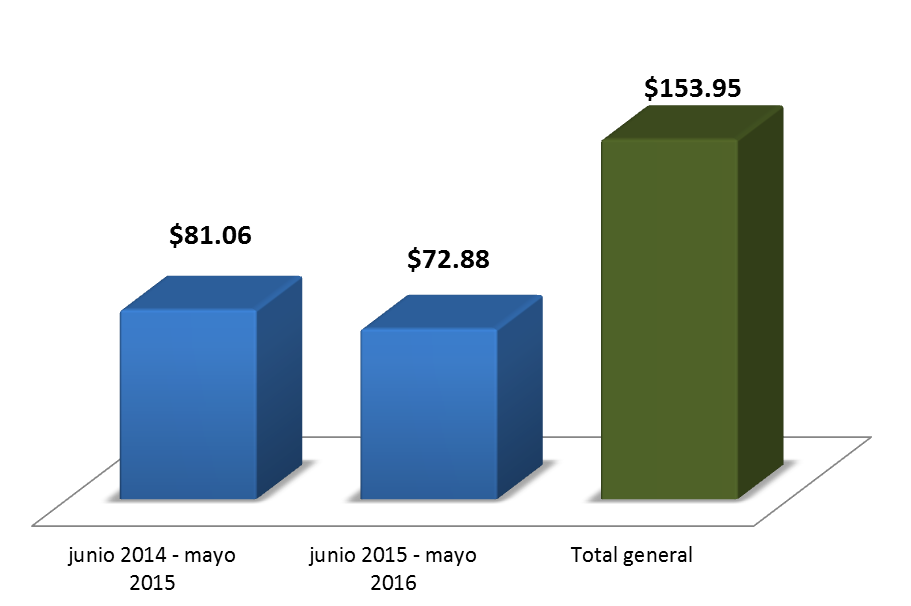 $153.95
$81.06
$72.88
junio 2014 - mayo
2015
junio 2015 - mayo
2016
Total general